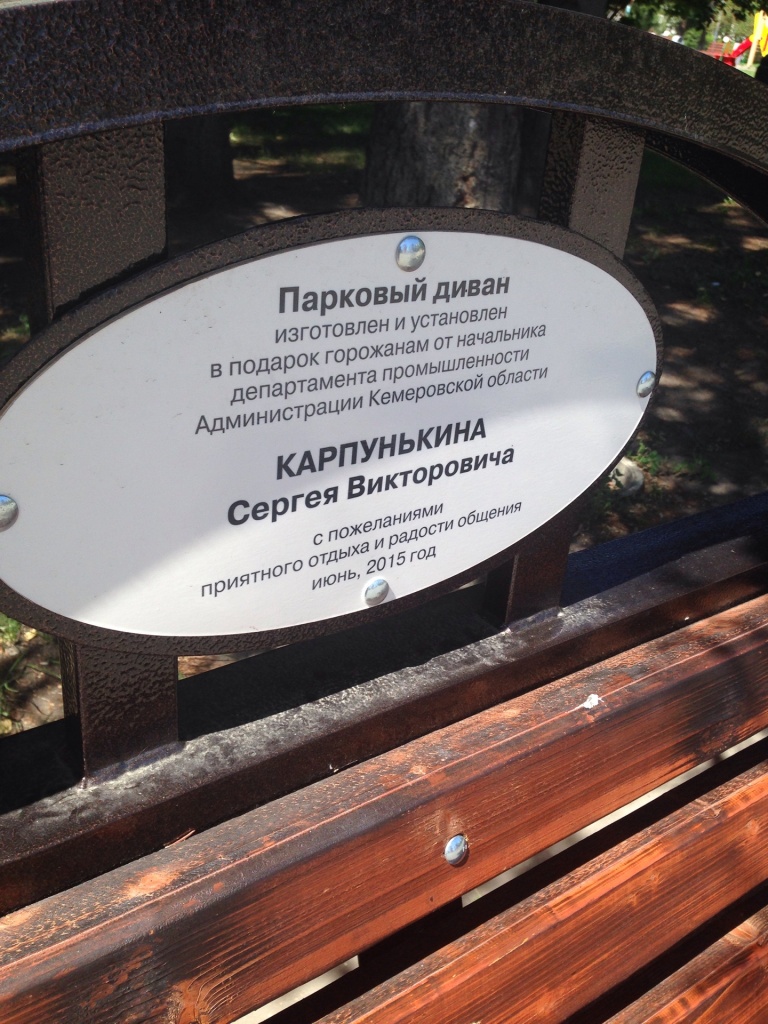 Парковый диван
изготовлен и установлен
в подарок горожанам от начальника
департамента промышленности
Администрации Кемеровской области
КАРПУНЬКИНА
Сергея Викторовича
с пожеланиями
приятного отдыха и радости общения
июнь, 2015 год